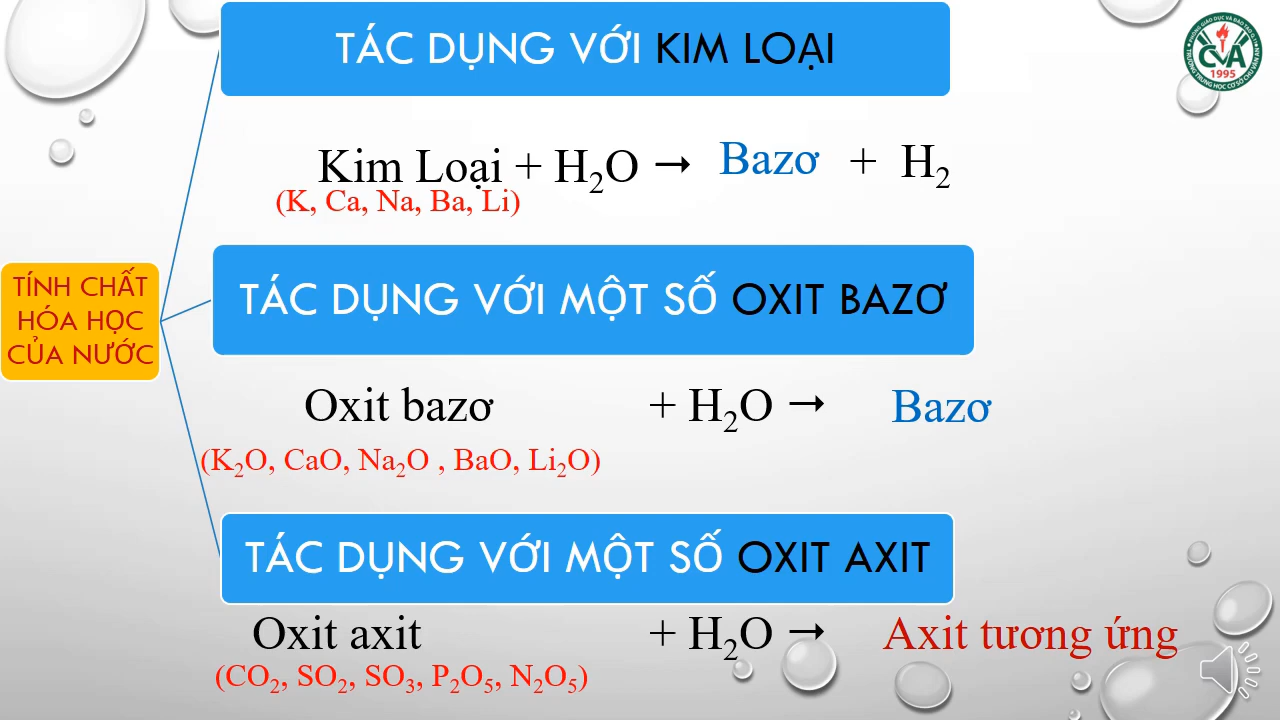 TÁC DỤNG VỚI KIM LOẠI
Kim Loại + H₂O → Bazơ + H₂
(K, Ca, Na, Ba, Li)
TÍNH CHẤT
HÓA HỌC
CỦA NƯỚC
TÁC DỤNG VỚI MỘT SỐ OXIT BAZƠ
Oxit bazơ + H₂O → Bazơ
(K₂O, CaO, Na₂O , BaO, Li₂O)
TÁC DỤNG VỚI MỘT SỐ OXIT AXIT
Oxit axit + H₂O → Axit tương ứng
(CO₂, SO₂, SO₃, P₂O₅, N₂O₅)
CVA
1995